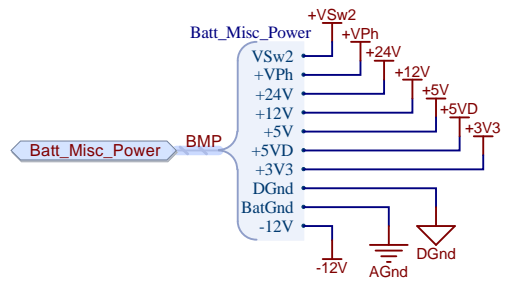 +VSw2
Batt_Misc_Power
+VPh
VSw2
+24V
+VPh
+12V
+24V
+5V
+12V
+5VD
+5V
+3V3
BMP
Batt_Misc_Power
+5VD
+3V3
DGnd
BatGnd
-12V
DGnd
-12V
AGnd